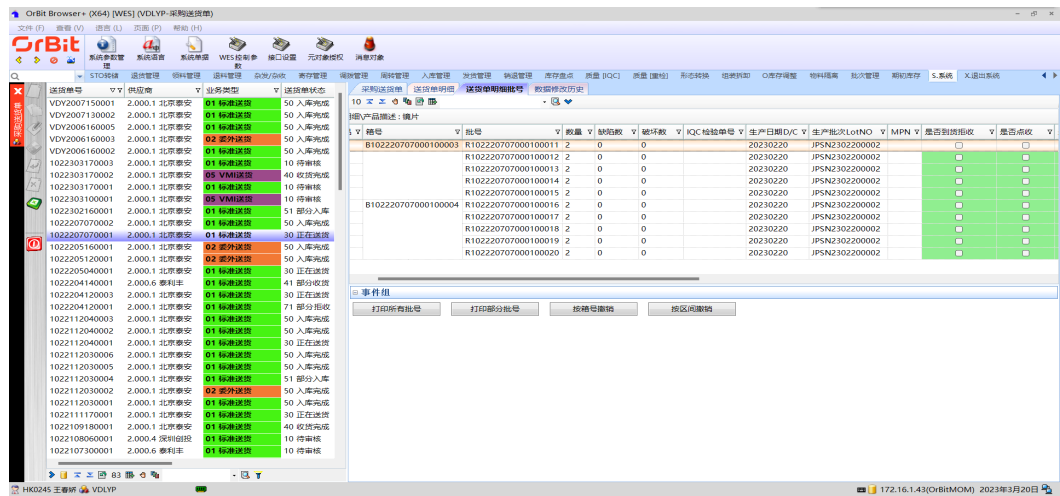 OrBit Browser+ (X64) [WES] (VDLYP-采购送货单)
文件 (F) 查看 (V) 语言 (L) 页面 (P) 帮助 (H)
OrBit
系统参数管理 系统语言 系统单据 WES控制参数 接口设置 元对象授权 消息对象
STO转储 退货管理 领料管理 退料管理 杂发/杂收 寄存管理 调拨管理 周转管理 入库管理 发货管理 销退管理 库存盘点 质量 [IQC] 质量 [重检] 形态转换 组装拆卸 O库存调整 物料隔离 批次管理 期初库存 S.系统 X.退出系统
采购送货单
送货单号 供应商 业务类型 送货单状态
VDY2007150001 2.000.1 北京泰安 01 标准送货 50 入库完成
VDY2007130002 2.000.1 北京泰安 01 标准送货 50 入库完成
VDY2006160005 2.000.1 北京泰安 01 标准送货 50 入库完成
VDY2006160003 2.000.1 北京泰安 02 委外送货 50 入库完成
VDY2006160002 2.000.1 北京泰安 01 标准送货 50 入库完成
1022303170003 2.000.1 北京泰安 01 标准送货 10 待审核
1022303170002 2.000.1 北京泰安 05 VMI送货 40 收货完成
1022303170001 2.000.1 北京泰安 01 标准送货 10 待审核
1022303100001 2.000.1 北京泰安 05 VMI送货 10 待审核
1022302160001 2.000.1 北京泰安 01 标准送货 51 部分入库
1022207070002 2.000.1 北京泰安 01 标准送货 50 入库完成
1022207070001 2.000.1 北京泰安 01 标准送货 30 正在送货
1022205160001 2.000.1 北京泰安 02 委外送货 50 入库完成
1022205120001 2.000.1 北京泰安 02 委外送货 50 入库完成
1022205040001 2.000.1 北京泰安 01 标准送货 30 正在送货
1022204140001 2.000.6 泰利丰 01 标准送货 41 部分收货
1022204120003 2.000.1 北京泰安 01 标准送货 30 正在送货
1022204120001 2.000.1 北京泰安 01 标准送货 71 部分拒收
1022112040003 2.000.1 北京泰安 01 标准送货 50 入库完成
1022112040002 2.000.1 北京泰安 01 标准送货 50 入库完成
1022112040001 2.000.1 北京泰安 01 标准送货 30 正在送货
1022112030006 2.000.1 北京泰安 01 标准送货 50 入库完成
1022112030005 2.000.1 北京泰安 01 标准送货 50 入库完成
1022112030004 2.000.1 北京泰安 01 标准送货 51 部分入库
1022112030002 2.000.1 北京泰安 02 委外送货 50 入库完成
1022112030001 2.000.1 北京泰安 01 标准送货 50 入库完成
1022111170001 2.000.1 北京泰安 01 标准送货 30 正在送货
1022109180001 2.000.1 北京泰安 01 标准送货 40 收货完成
1022108060001 2.000.4 深圳创投 01 标准送货 10 待审核
1022107300001 2.000.6 泰利丰 01 标准送货 10 待审核
83
采购送货单 送货单明细 送货单明细批号 数据修改历史
10
细\产品描述 : 镜片
箱号 批号 数量 缺陷数 破坏数 IQC检验单号 生产日期D/C 生产批次LotNO MPN 是否到货拒收 是否点收
B102220707000100003 R1022207070001000011 2 0 0 20230220 JPSN2302200002
R1022207070001000012 2 0 0 20230220 JPSN2302200002
R1022207070001000013 2 0 0 20230220 JPSN2302200002
R1022207070001000014 2 0 0 20230220 JPSN2302200002
R1022207070001000015 2 0 0 20230220 JPSN2302200002
B102220707000100004 R1022207070001000016 2 0 0 20230220 JPSN2302200002
R1022207070001000017 2 0 0 20230220 JPSN2302200002
R1022207070001000018 2 0 0 20230220 JPSN2302200002
R1022207070001000019 2 0 0 20230220 JPSN2302200002
R1022207070001000020 2 0 0 20230220 JPSN2302200002
事件组
打印所有批号 打印部分批号 按箱号撤销 按区间撤销
HK0245 王春妍 VDLYP 172.16.1.43(OrBitMOM) 2023年3月20日